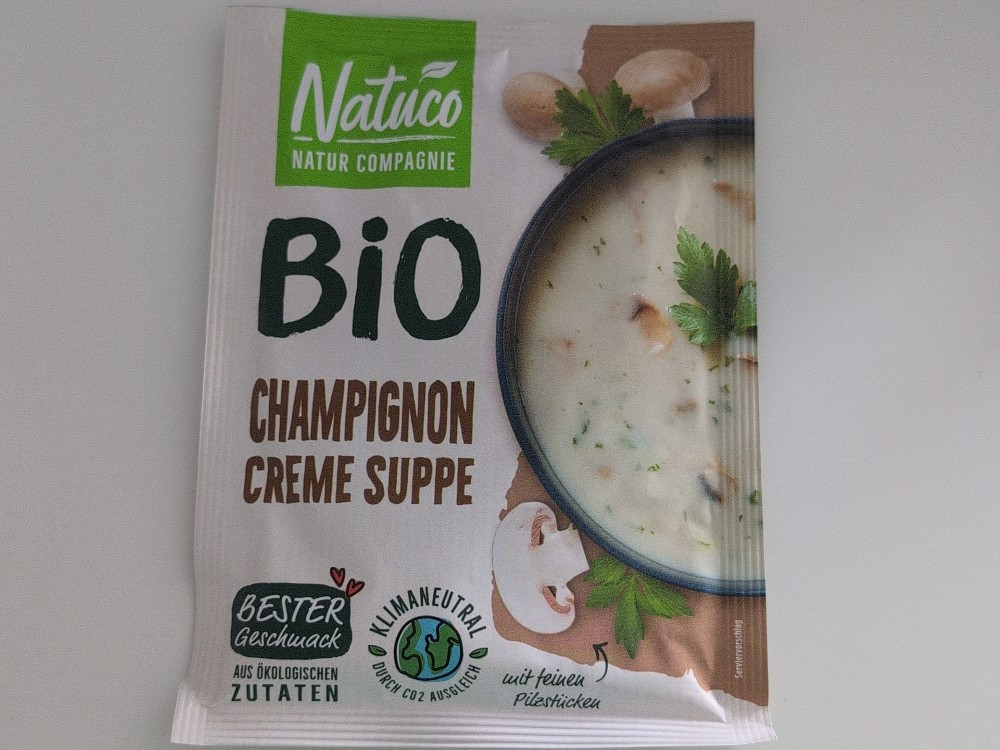 Natuco
NATUR COMPAGNIE
BiO
CHAMPIGNON
CREME SUPPE
BESTER
Geschmack
AUS ÖKOLOGISCHEN
ZUTATEN
KLIMANEUTRAL
DURCH CO2 AUSGLEICH
mit feinen
Pilzstücken
Serviervorschlag